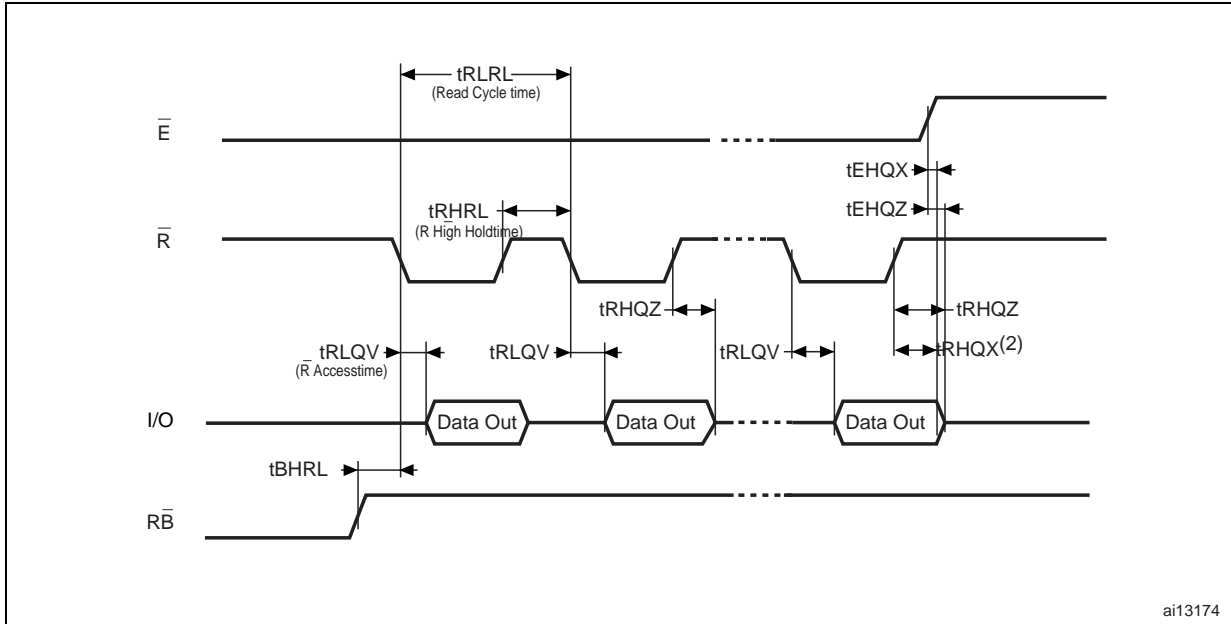 tRLRL
(Read Cycle time)
E̅
tEHQX
tEHQZ
tRHRL
(R̅ High Holdtime)
R̅
tRHQZ
tRHQZ
tRLQV
(R̅ Accesstime)
tRLQV
tRLQV
tRHQX(2)
I/O
Data Out
Data Out
Data Out
tBHRL
RB̅
ai13174